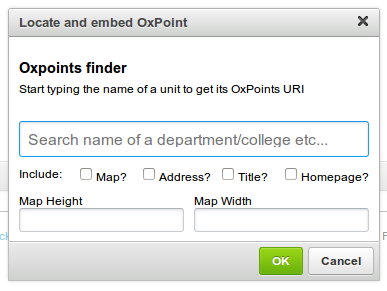 Locate and embed OxPoint
Oxpoints finder
Start typing the name of a unit to get its OxPoints URI
Search name of a department/college etc...
Include: Map? Address? Title? Homepage?
Map Height Map Width
OK Cancel